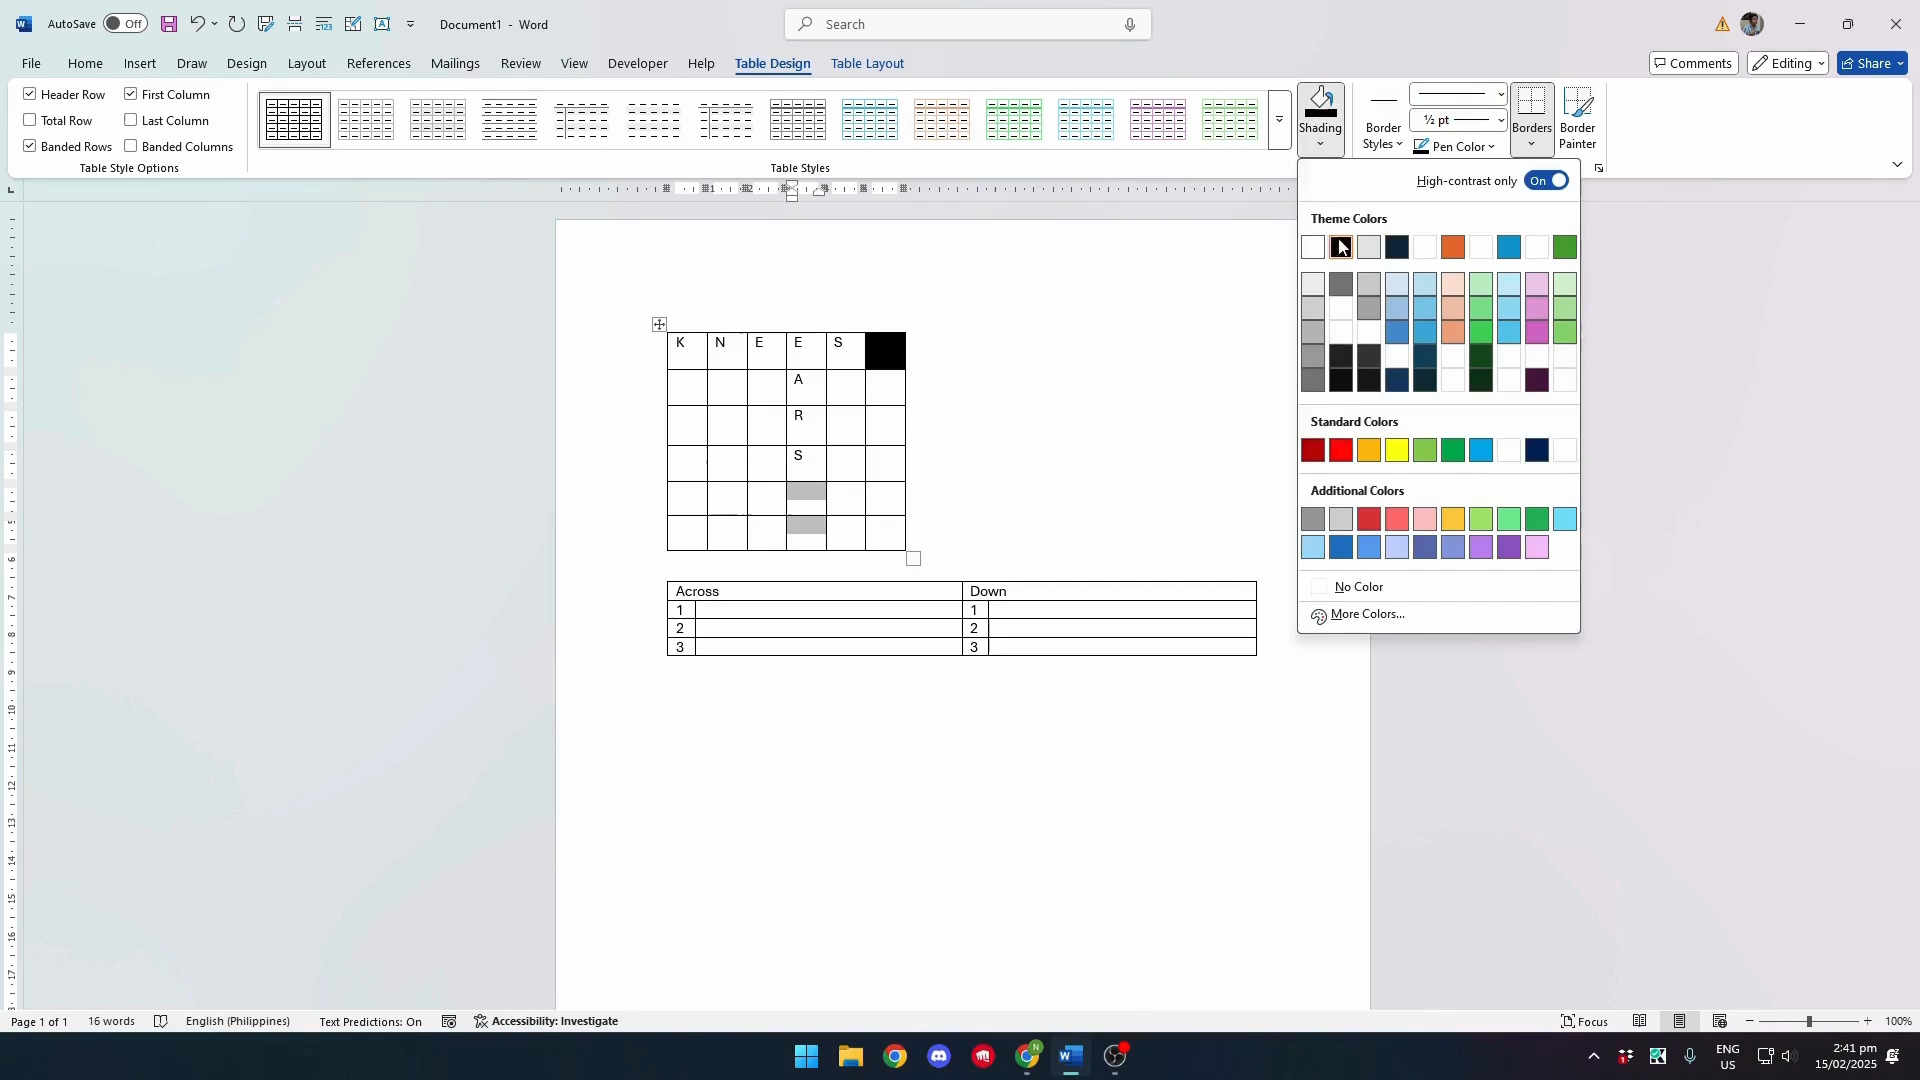 AutoSave Off Document1 - Word Search
File Home Insert Draw Design Layout References Mailings Review View Developer Help Table Design Table Layout Comments Editing Share
Header Row First Column
Total Row Last Column
Banded Rows Banded Columns
Table Style Options
Table Styles
Shading
Border
Styles
½ pt
Pen Color
Borders
Border
Painter
High-contrast only On
Theme Colors
Standard Colors
Additional Colors
No Color
More Colors...
K N E E S
A
R
S
Across Down
1 1
2 2
3 3
Page 1 of 1 16 words English (Philippines) Text Predictions: On Accessibility: Investigate Focus 100%
ENG
US
2:41 pm
15/02/2025